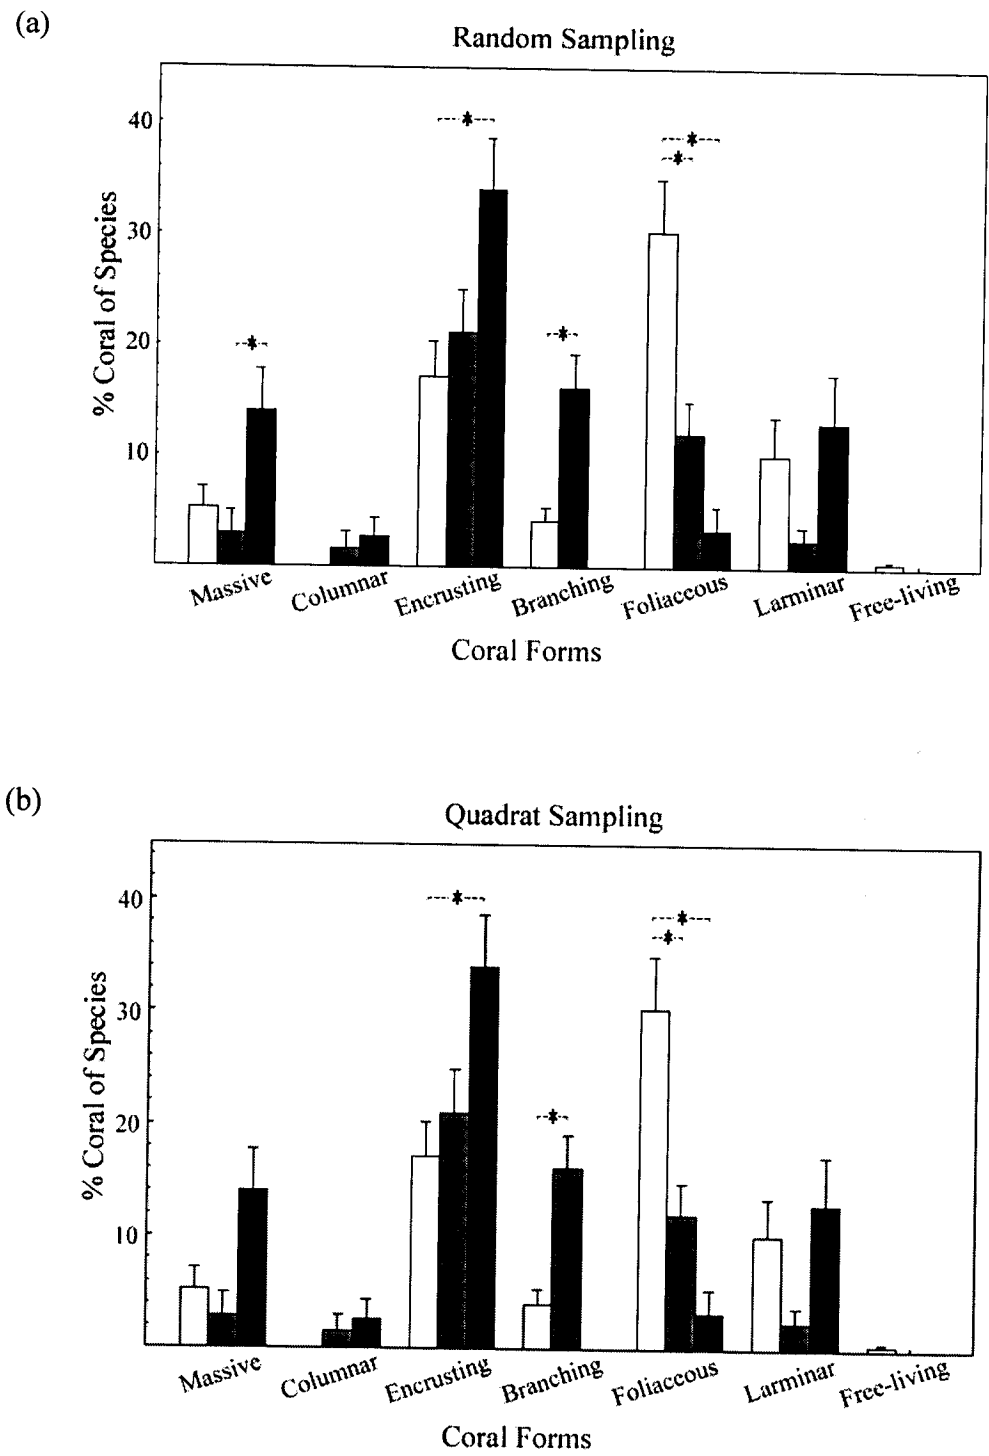 (a)
Random Sampling
40
30
20
10
% Coral of Species
Massive
Columnar
Encrusting
Branching
Foliaceous
Larminar
Free-living
Coral Forms
(b)
Quadrat Sampling
40
30
20
10
% Coral of Species
Massive
Columnar
Encrusting
Branching
Foliaceous
Larminar
Free-living
Coral Forms